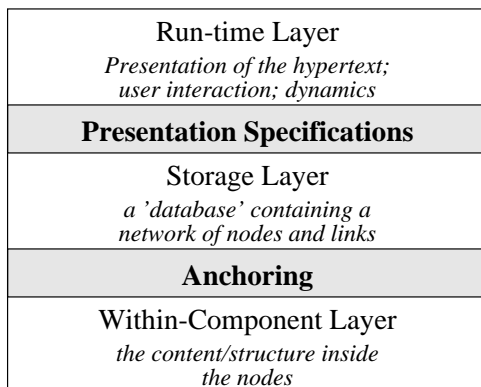 Run-time Layer
Presentation of the hypertext;
user interaction; dynamics
Presentation Specifications
Storage Layer
a ’database’ containing a
network of nodes and links
Anchoring
Within-Component Layer
the content/structure inside
the nodes